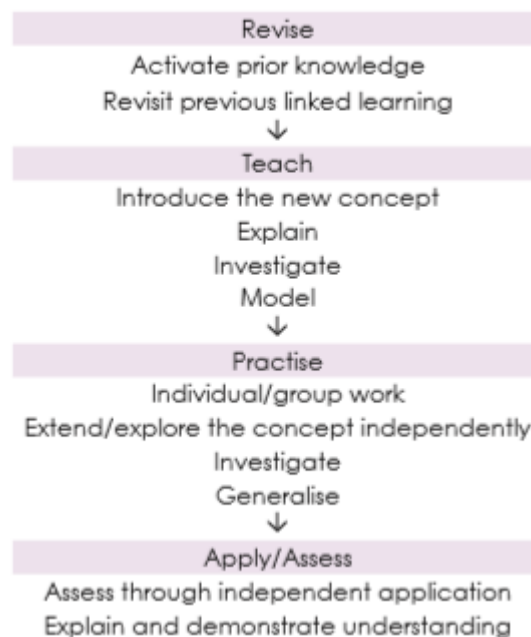 Revise
Activate prior knowledge
Revisit previous linked learning
↓
Teach
Introduce the new concept
Explain
Investigate
Model
↓
Practise
Individual/group work
Extend/explore the concept independently
Investigate
Generalise
↓
Apply/Assess
Assess through independent application
Explain and demonstrate understanding